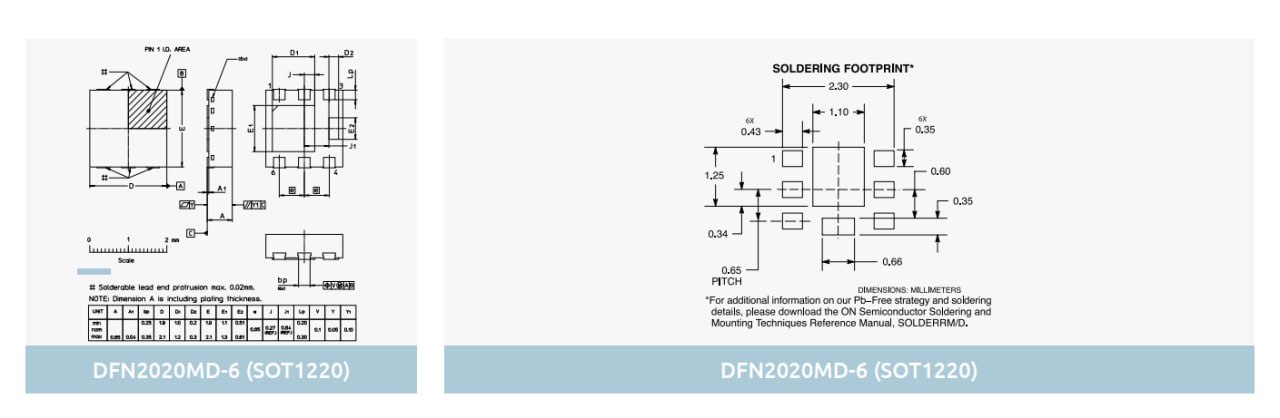 PIN 1 I.D. AREA
D1
D2
J
Lp
1
3
B
E
E1
E2
J1
6
4
D
A
A1
e
e
Y
Y1 C
A
C
0
1
2 mm
Scale
bp
# Solderable lead end protrusion max. 0.02mm.
NOTE: Dimension A is including plating thickness.
UNIT A A1 bp D D1 D2 E E1 E2 e J J1 Lp V Y Y1
min 0.25 1.9 1.0 0.2 1.9 1.1 0.51 0.20
nom 0.65 0.27 (REF.) 0.64 (REF.) 0.1 0.05 0.10
max 0.65 0.04 0.35 2.1 1.2 0.3 2.1 1.3 0.61 0.30
DFN2020MD-6 (SOT1220)
SOLDERING FOOTPRINT*
2.30
1.10
6X
0.43
6X
0.35
1
1.25
0.60
0.35
0.34
0.66
0.65
PITCH
DIMENSIONS: MILLIMETERS
*For additional information on our Pb-Free strategy and soldering
details, please download the ON Semiconductor Soldering and
Mounting Techniques Reference Manual, SOLDERRM/D.
DFN2020MD-6 (SOT1220)